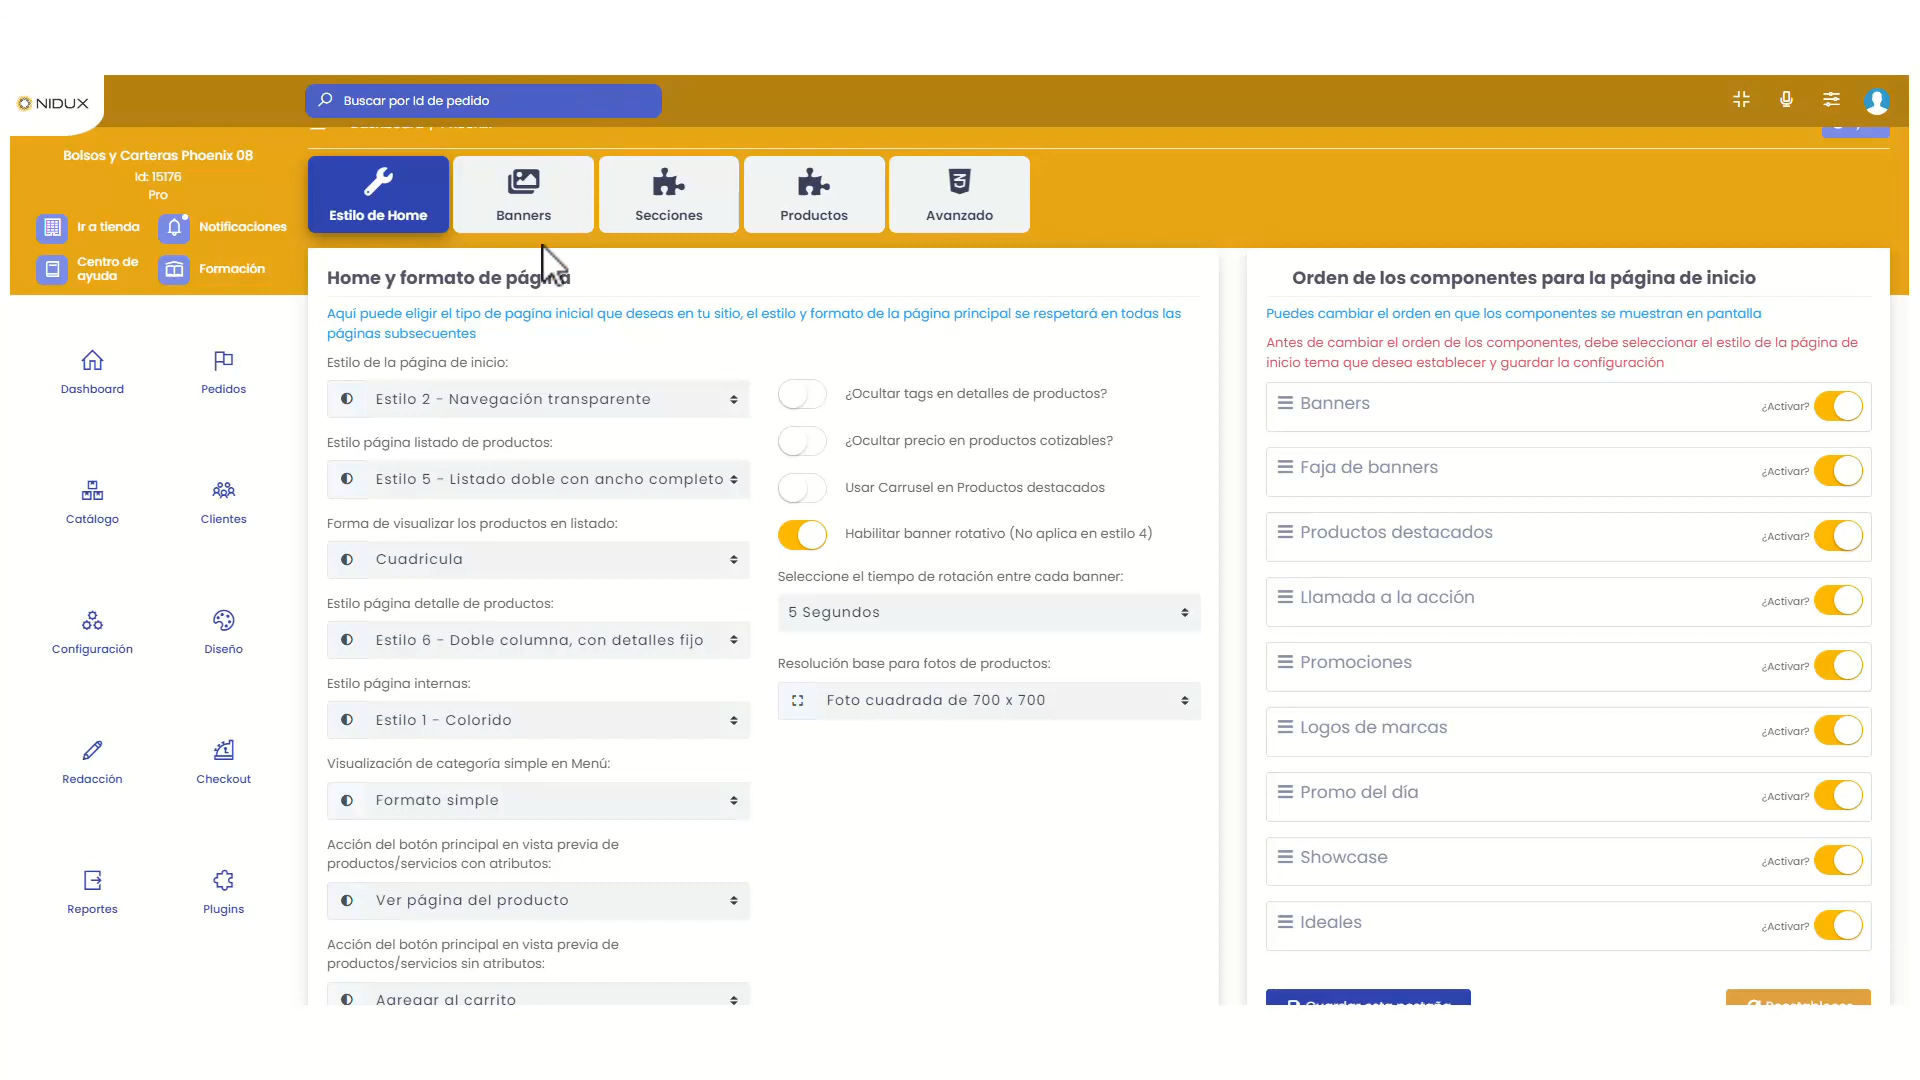 NIDUX
Buscar por Id de pedido
Bolsos y Carteras Phoenix 08
Id: 15176
Pro
Ir a tienda
Notificaciones
Centro de
ayuda
Formación
Dashboard
Pedidos
Catálogo
Clientes
Configuración
Diseño
Redacción
Checkout
Reportes
Plugins
Estilo de Home
Banners
Secciones
Productos
Avanzado
Home y formato de página
Aquí puede eligir el tipo de pagína inicial que deseas en tu sitio, el estilo y formato de la página principal se respetará en todas las
páginas subsecuentes
Estilo de la página de inicio:
Estilo 2 - Navegación transparente
Estilo página listado de productos:
Estilo 5 - Listado doble con ancho completo
Forma de visualizar los productos en listado:
Cuadricula
Estilo página detalle de productos:
Estilo 6 - Doble columna, con detalles fijo
Estilo página internas:
Estilo 1 - Colorido
Visualización de categoría simple en Menú:
Formato simple
Acción del botón principal en vista previa de
productos/servicios con atributos:
Ver página del producto
Acción del botón principal en vista previa de
productos/servicios sin atributos:
Agregar al carrito
¿Ocultar tags en detalles de productos?
¿Ocultar precio en productos cotizables?
Usar Carrusel en Productos destacados
Habilitar banner rotativo (No aplica en estilo 4)
Seleccione el tiempo de rotación entre cada banner:
5 Segundos
Resolución base para fotos de productos:
Foto cuadrada de 700 x 700
Orden de los componentes para la página de inicio
Puedes cambiar el orden en que los componentes se muestran en pantalla
Antes de cambiar el orden de los componentes, debe seleccionar el estilo de la página de
inicio tema que desea establecer y guardar la configuración
Banners ¿Activar?
Faja de banners ¿Activar?
Productos destacados ¿Activar?
Llamada a la acción ¿Activar?
Promociones ¿Activar?
Logos de marcas ¿Activar?
Promo del día ¿Activar?
Showcase ¿Activar?
Ideales ¿Activar?
Guardar esta pestaña
Reestablecer